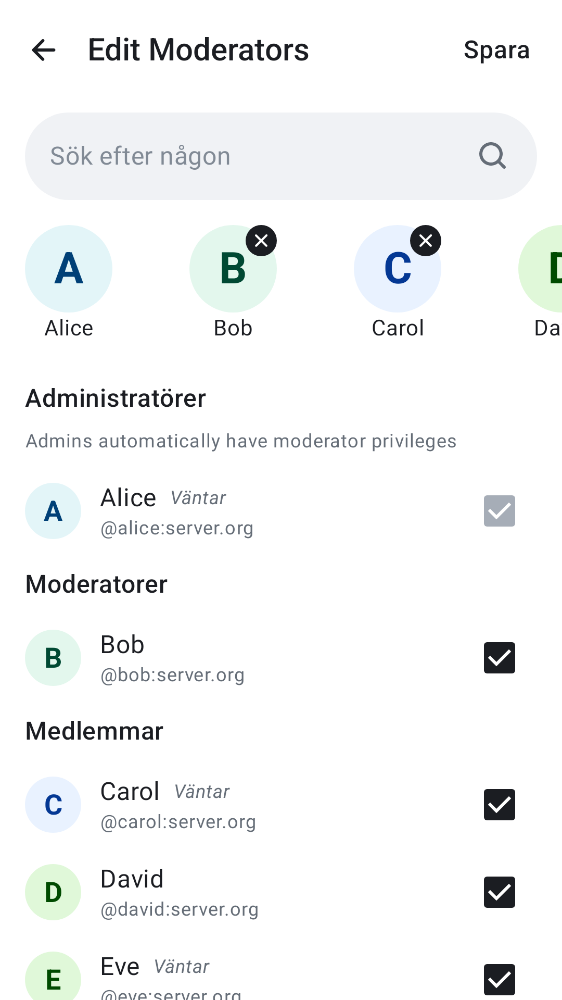 Edit Moderators
Spara
Sök efter någon
A
B
C
D
Alice
Bob
Carol
Da
Administratörer
Admins automatically have moderator privileges
A
Alice Väntar
@alice:server.org
Moderatorer
B
Bob
@bob:server.org
Medlemmar
C
Carol Väntar
@carol:server.org
D
David
@david:server.org
E
Eve Väntar
@eve:server.org